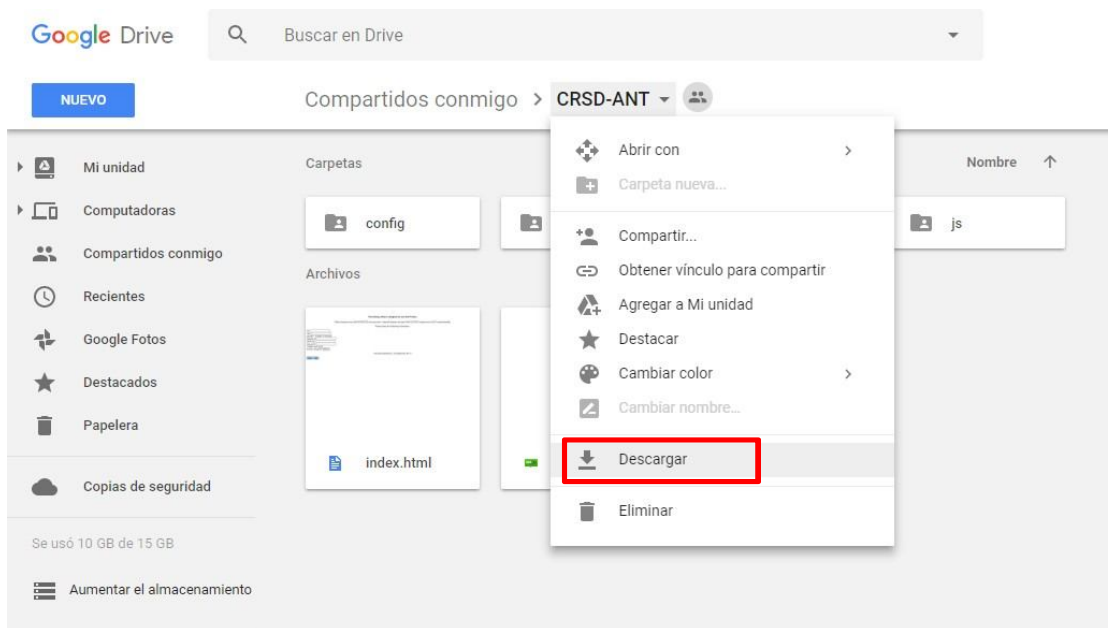 Google Drive
Buscar en Drive
NUEVO
Compartidos conmigo > CRSD-ANT
Mi unidad
Computadoras
Compartidos conmigo
Recientes
Google Fotos
Destacados
Papelera
Copias de seguridad
Se usó 10 GB de 15 GB
Aumentar el almacenamiento
Carpetas
Nombre
config
js
Archivos
index.html
Abrir con
Carpeta nueva...
Compartir...
Obtener vínculo para compartir
Agregar a Mi unidad
Destacar
Cambiar color
Cambiar nombre...
Descargar
Eliminar